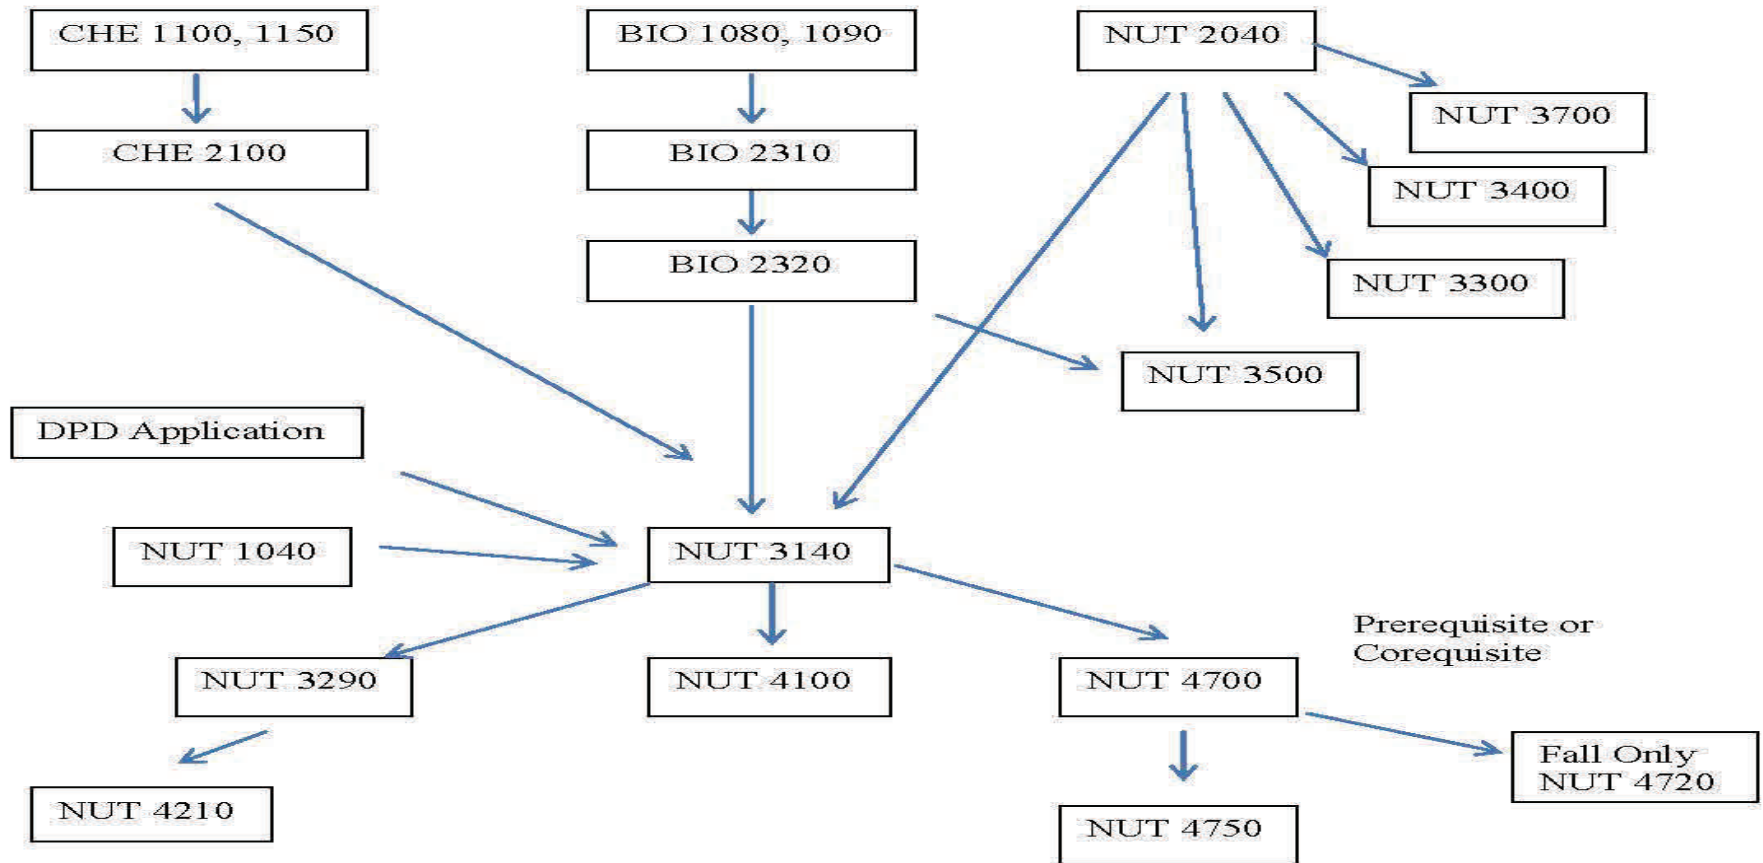 CHE 1100, 1150
BIO 1080, 1090
NUT 2040
NUT 3700
CHE 2100
BIO 2310
NUT 3400
BIO 2320
NUT 3300
NUT 3500
DPD Application
NUT 1040
NUT 3140
Prerequisite or
Corequisite
NUT 3290
NUT 4100
NUT 4700
Fall Only
NUT 4720
NUT 4210
NUT 4750